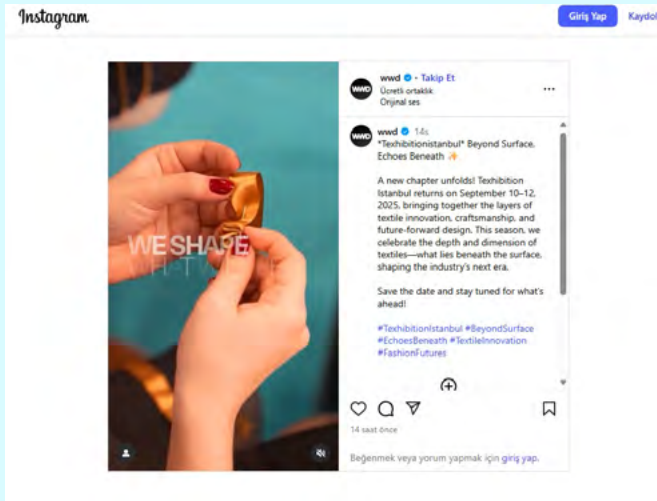 Instagram
Giriş Yap
Kaydol
wwd • Takip Et
Ücretli ortaklık
Orijinal ses
WWD
wwd 14s
*Texhibitionistanbul* Beyond Surface,
Echoes Beneath ✨
A new chapter unfolds! Texhibition
Istanbul returns on September 10–12,
2025, bringing together the layers of
textile innovation, craftsmanship, and
future-forward design. This season, we
celebrate the depth and dimension of
textiles—what lies beneath the surface,
shaping the industry's next era.
Save the date and stay tuned for what's
ahead!
#TexhibitionIstanbul #BeyondSurface
#EchoesBeneath #TextileInnovation
#FashionFutures
WE SHAPE
14 saat önce
Beğenmek veya yorum yapmak için giriş yap.